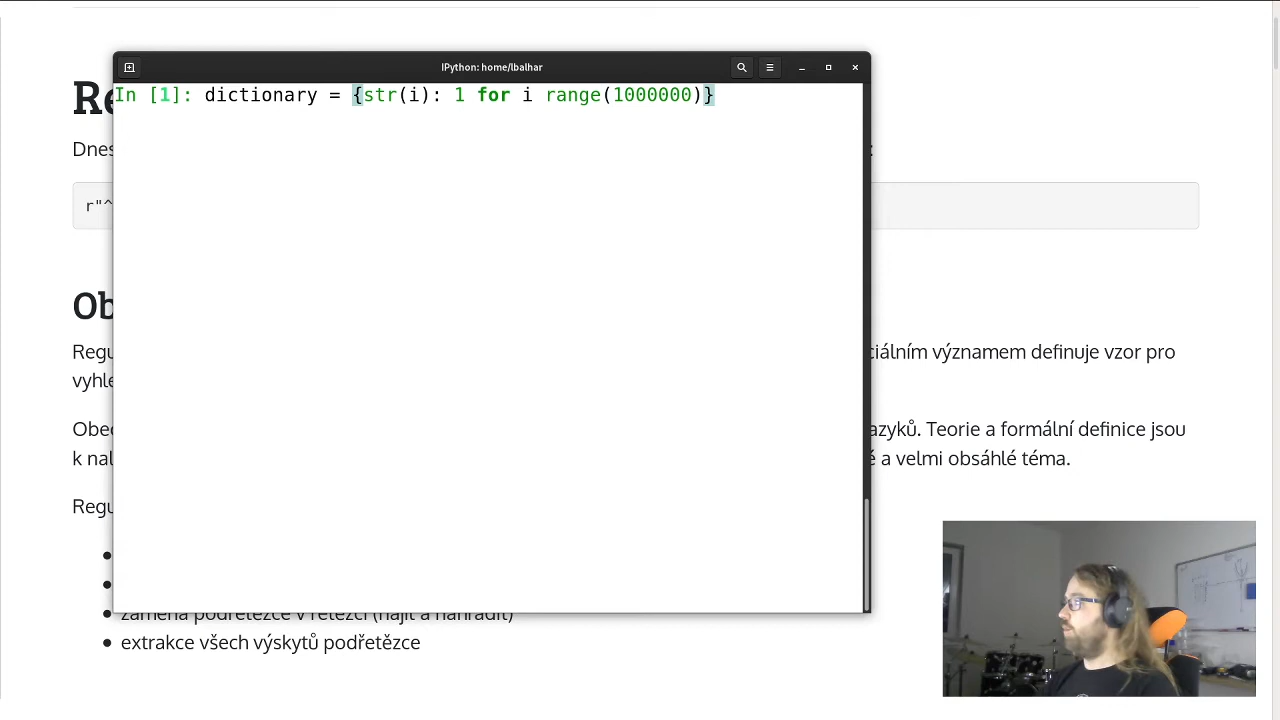 IPython: home/lbalhar
In [1]: dictionary = {str(i): 1 for i range(1000000)}
Re
Dnes
:
r"^
Ob
Regu
ciálním významem definuje vzor pro
vyhle
Obec
azyků. Teorie a formální definice jsou
k nal
é a velmi obsáhlé téma.
Regu
záměna podřetězce v řetězci (najít a nahradit)
extrakce všech výskytů podřetězce